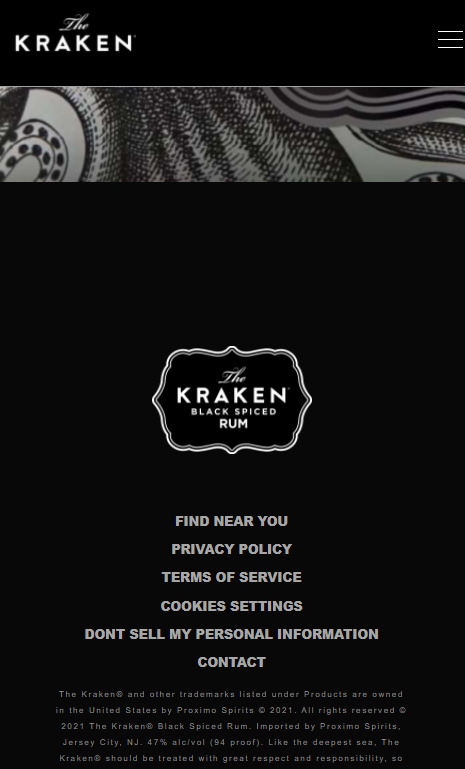 The
KRAKEN®
The
KRAKEN®
BLACK SPICED
RUM
FIND NEAR YOU
PRIVACY POLICY
TERMS OF SERVICE
COOKIES SETTINGS
DONT SELL MY PERSONAL INFORMATION
CONTACT
The Kraken® and other trademarks listed under Products are owned
in the United States by Proximo Spirits © 2021. All rights reserved ©
2021 The Kraken® Black Spiced Rum. Imported by Proximo Spirits,
Jersey City, NJ. 47% alc/vol (94 proof). Like the deepest sea, The
Kraken® should be treated with great respect and responsibility, so